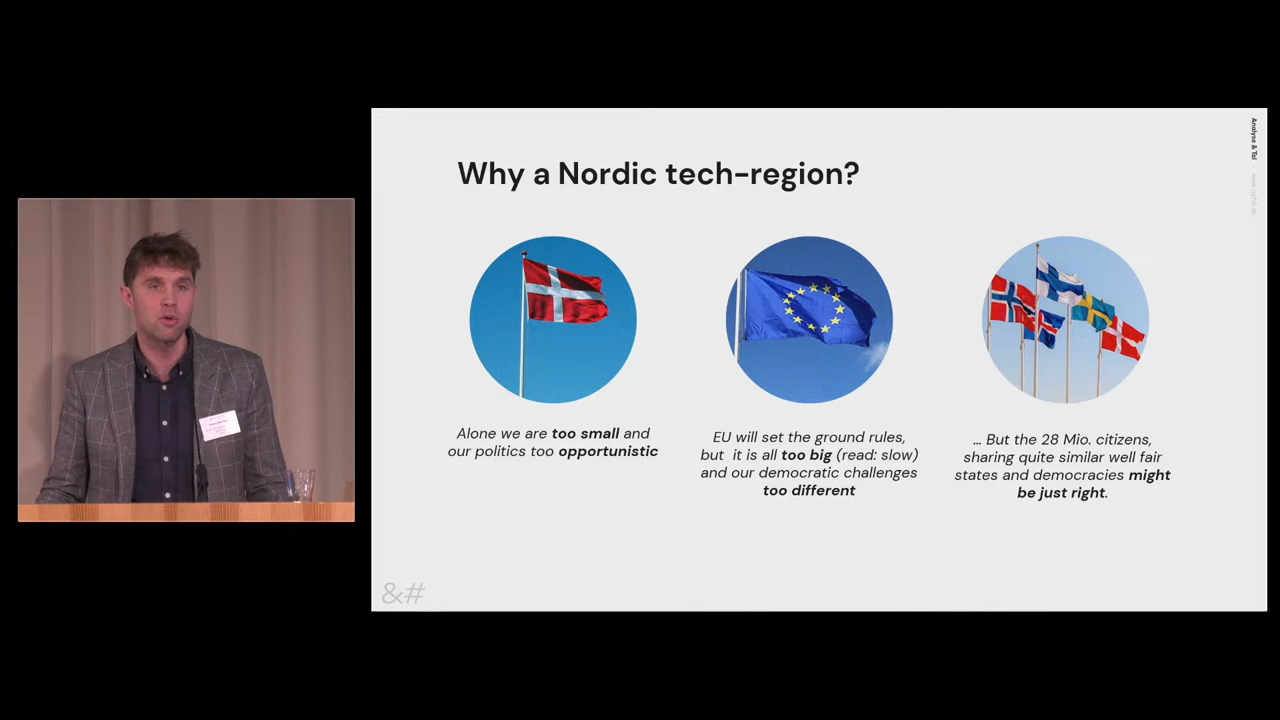 Why a Nordic tech-region?
Alone we are too small and
our politics too opportunistic
EU will set the ground rules,
but it is all too big (read: slow)
and our democratic challenges
too different
... But the 28 Mio. citizens,
sharing quite similar well fair
states and democracies might
be just right.
Analyse & Tal
&#